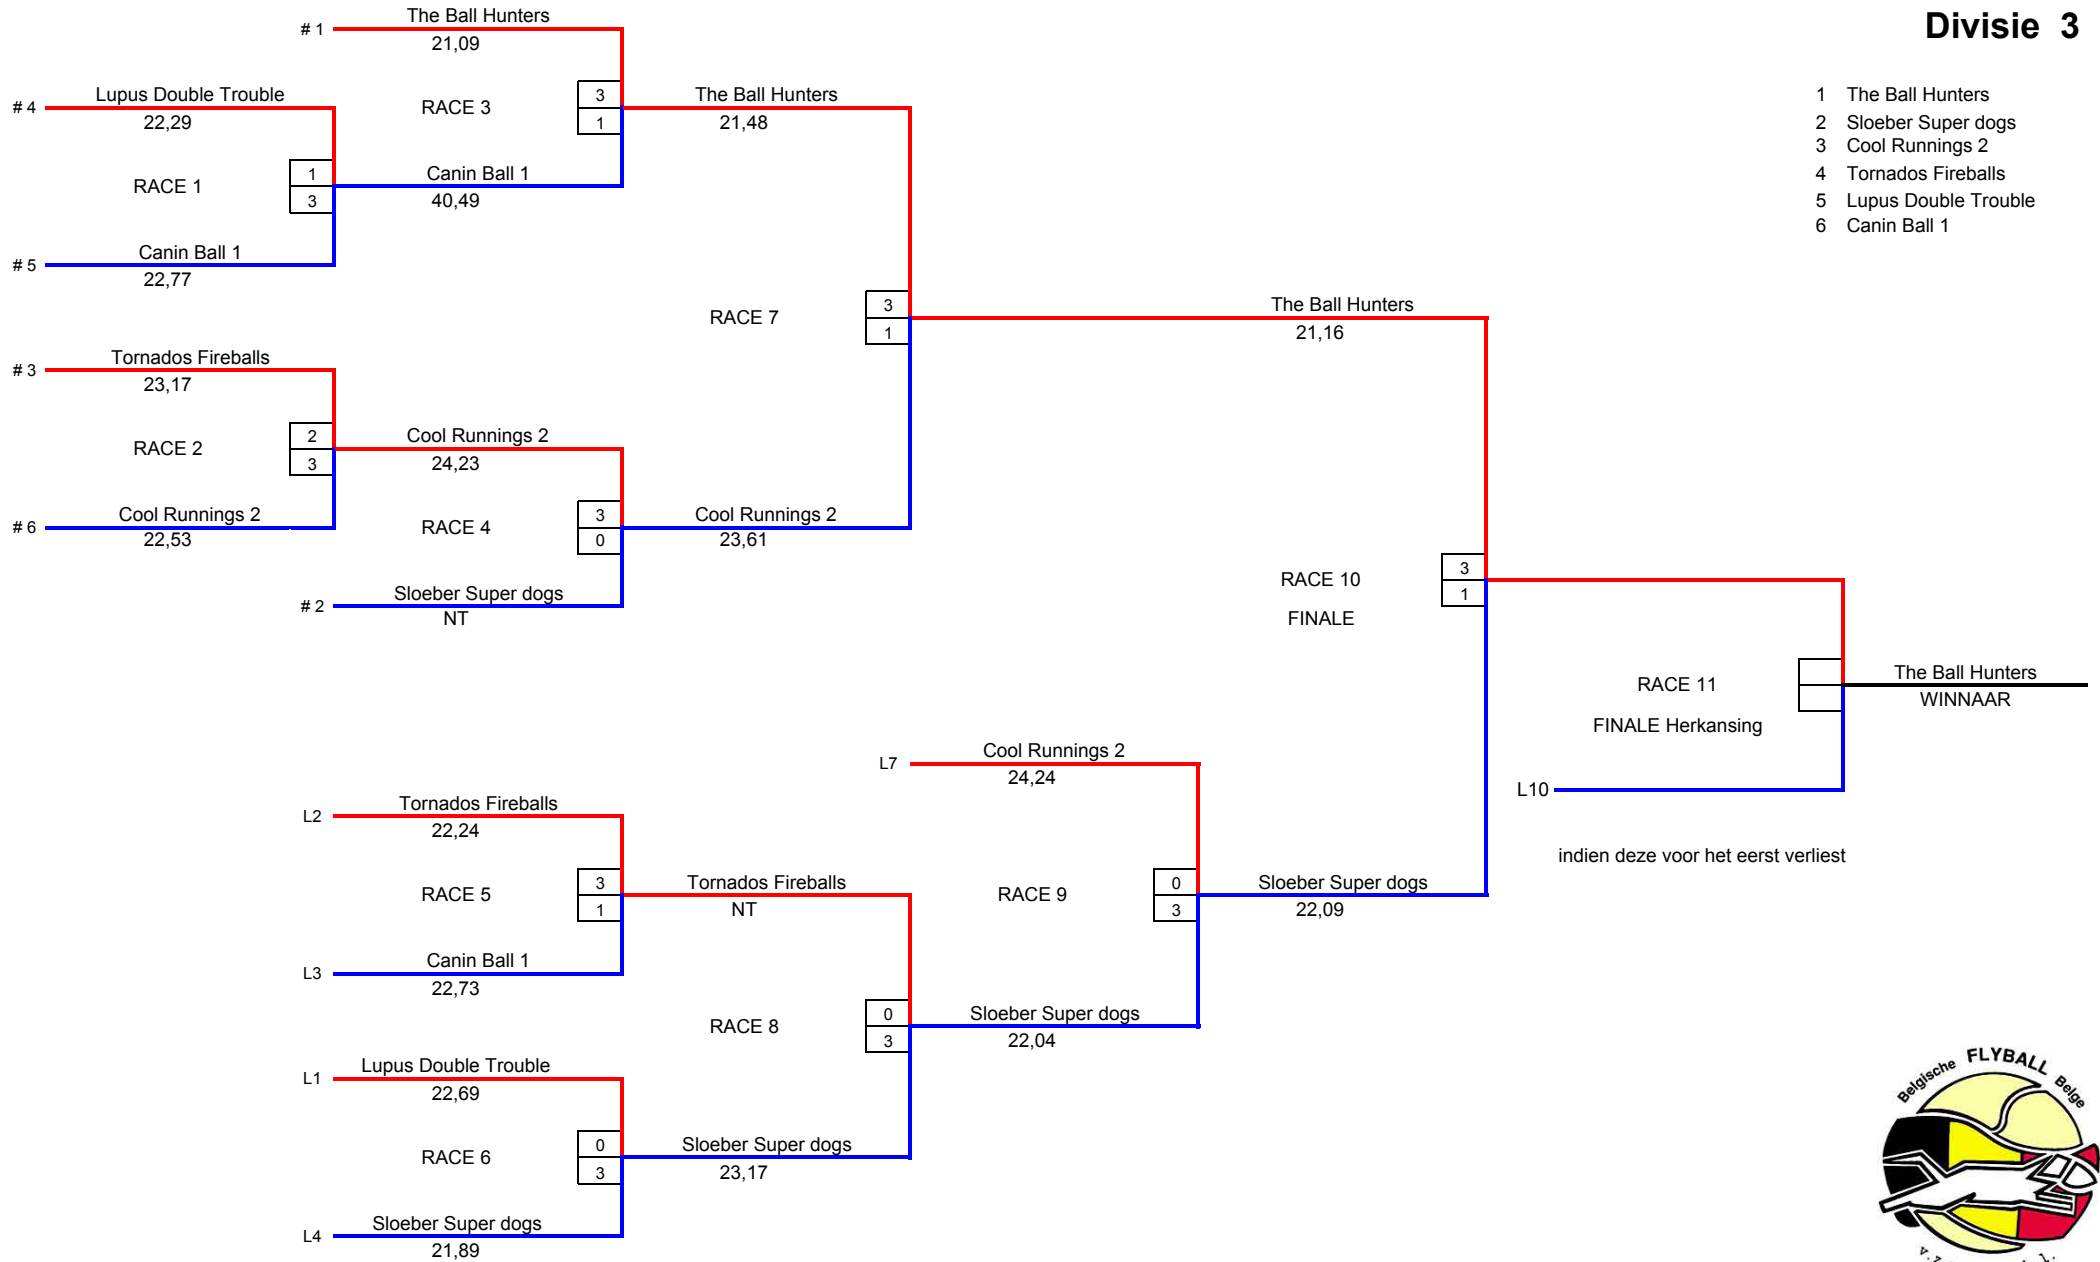 Divisie 3
1 The Ball Hunters
2 Sloeber Super dogs
3 Cool Runnings 2
4 Tornados Fireballs
5 Lupus Double Trouble
6 Canin Ball 1
# 1
The Ball Hunters
21,09
# 4
Lupus Double Trouble
22,29
RACE 3
3
1
The Ball Hunters
21,48
RACE 1
1
3
Canin Ball 1
40,49
# 5
Canin Ball 1
22,77
RACE 7
3
1
The Ball Hunters
21,16
# 3
Tornados Fireballs
23,17
RACE 2
2
3
Cool Runnings 2
24,23
# 6
Cool Runnings 2
22,53
RACE 4
3
0
Cool Runnings 2
23,61
# 2
Sloeber Super dogs
NT
RACE 10
FINALE
3
1
RACE 11
FINALE Herkansing
The Ball Hunters
WINNAAR
L10
indien deze voor het eerst verliest
L7
Cool Runnings 2
24,24
L2
Tornados Fireballs
22,24
RACE 5
3
1
Tornados Fireballs
NT
RACE 9
0
3
Sloeber Super dogs
22,09
L3
Canin Ball 1
22,73
RACE 8
0
3
Sloeber Super dogs
22,04
L1
Lupus Double Trouble
22,69
RACE 6
0
3
Sloeber Super dogs
23,17
L4
Sloeber Super dogs
21,89
Belgische FLYBALL Belge